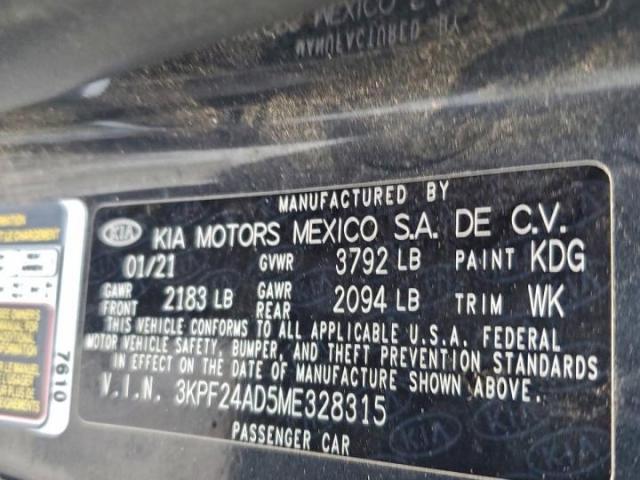 MANUFACTURED BY
KIA KIA MOTORS MEXICO S.A. DE C.V.
01/21 GVWR 3792 LB PAINT KDG
GAWR FRONT 2183 LB GAWR REAR 2094 LB TRIM WK
THIS VEHICLE CONFORMS TO ALL APPLICABLE U.S.A. FEDERAL
MOTOR VEHICLE SAFETY, BUMPER, AND THEFT PREVENTION STANDARDS
IN EFFECT ON THE DATE OF MANUFACTURE SHOWN ABOVE.
V.I.N. 3KPF24AD5ME328315
PASSENGER CAR
7610